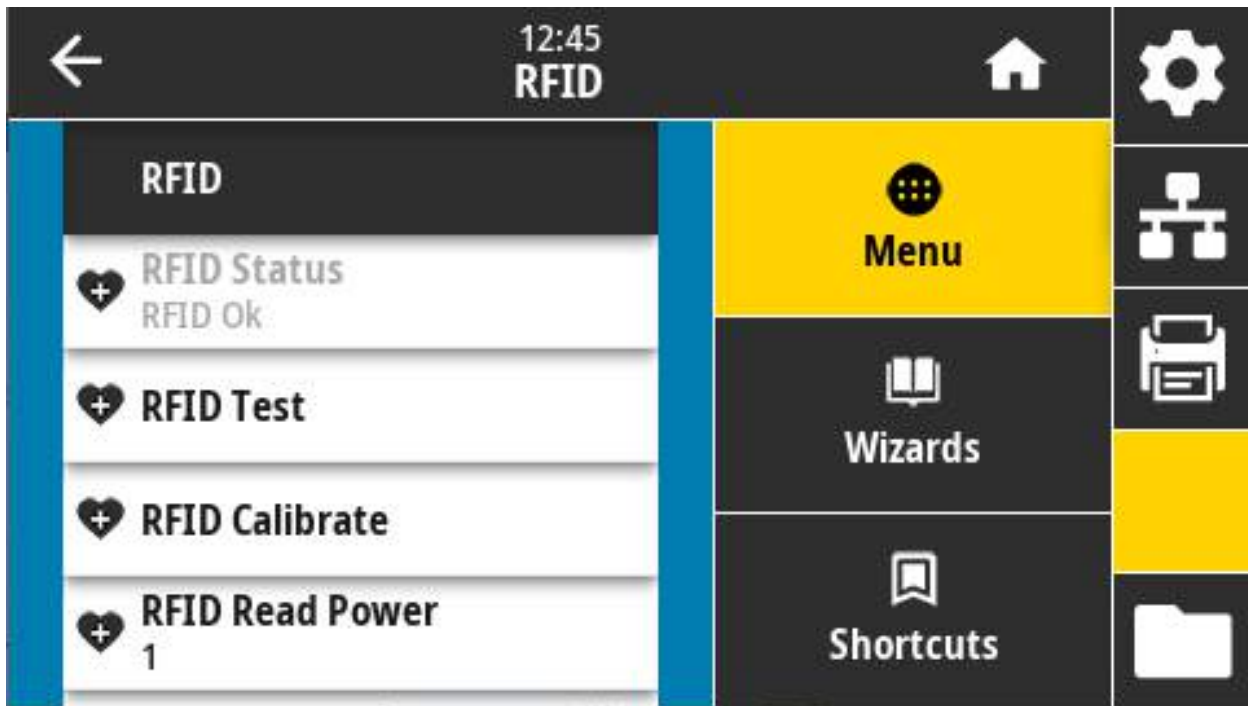 12:45
RFID
RFID
RFID Status
RFID Ok
RFID Test
RFID Calibrate
RFID Read Power
1
Menu
Wizards
Shortcuts